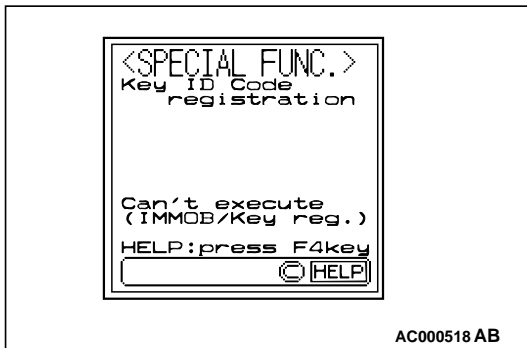 <SPECIAL FUNC.>
Key ID Code
registration
Can't execute
(IMMOB/Key reg.)
HELP:press F4key
Ⓒ HELP
AC000518 AB